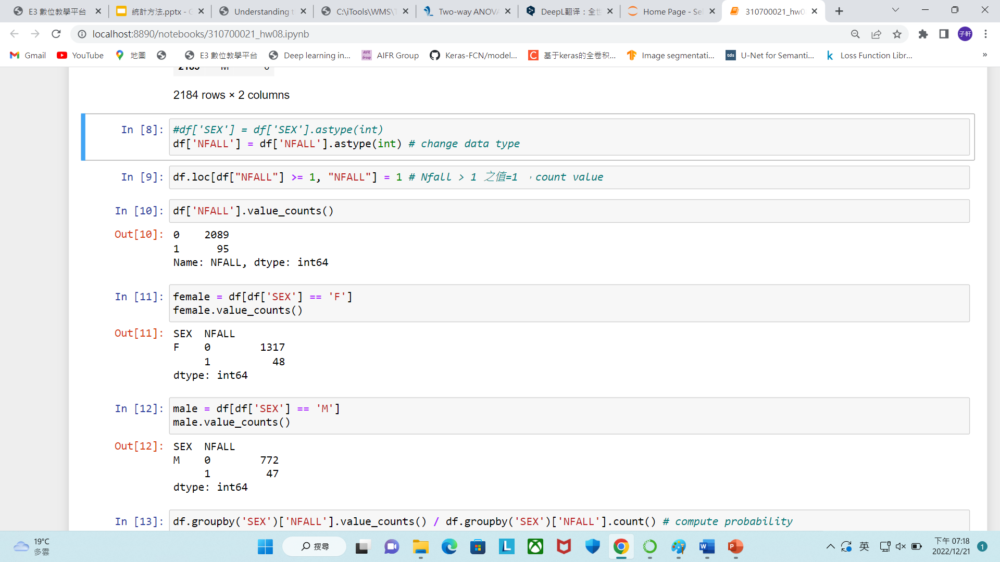 E3 數位教學平台
統計方法.pptx - G
Understanding t
C:\iTools\WMS\T
Two-way ANOVA
DeepL翻译：全世
Home Page - Sel
310700021_hw0
localhost:8890/notebooks/310700021_hw08.ipynb
子軒
Gmail
YouTube
地圖
E3 數位教學平台
Deep learning in...
AIFR Group
AIFR Group
Keras-FCN/model...
C
基于keras的全卷积...
Image segmentati...
tds
U-Net for Semanti...
k
Loss Function Libr...
»
2184 rows × 2 columns
In [8]:
#df['SEX'] = df['SEX'].astype(int)
df['NFALL'] = df['NFALL'].astype(int) # change data type
In [9]:
df.loc[df["NFALL"] >= 1, "NFALL"] = 1 # Nfall > 1 之值=1 ，count value
In [10]:
df['NFALL'].value_counts()
Out[10]:
0 2089
1 95
Name: NFALL, dtype: int64
In [11]:
female = df[df['SEX'] == 'F']
female.value_counts()
Out[11]:
SEX NFALL
F 0 1317
1 48
dtype: int64
In [12]:
male = df[df['SEX'] == 'M']
male.value_counts()
Out[12]:
SEX NFALL
M 0 772
1 47
dtype: int64
In [13]:
df.groupby('SEX')['NFALL'].value_counts() / df.groupby('SEX')['NFALL'].count() # compute probability
19°C
多雲
搜尋
L
W
P
英
下午 07:18
2022/12/21
1